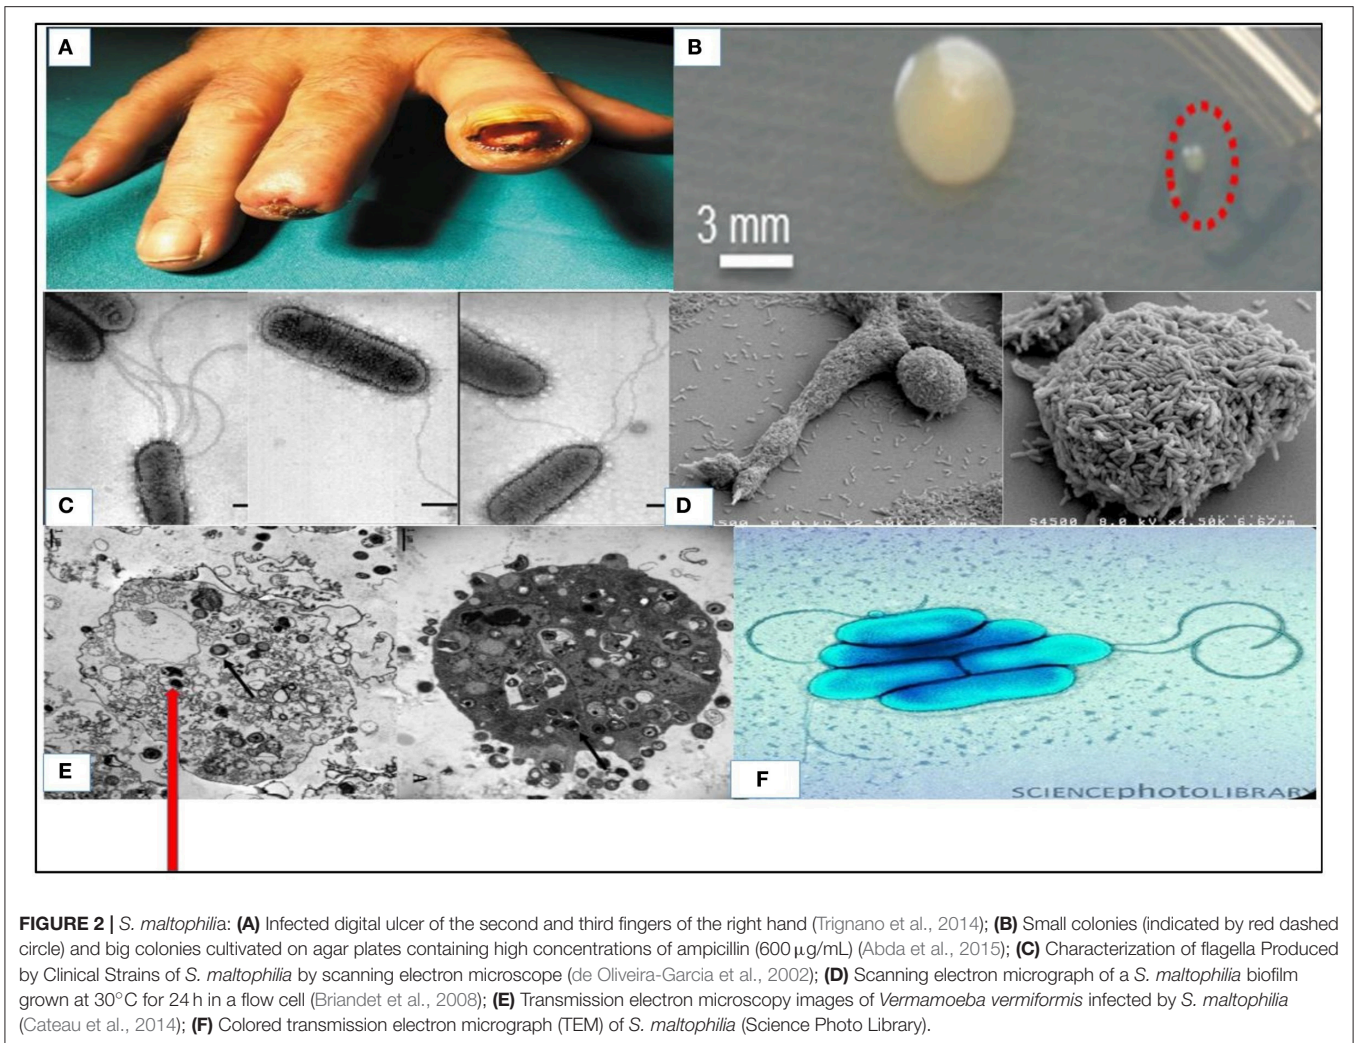 A
B
3 mm
C
D
S4500 8.0 kV x4.50K 6.67µm
E
F
SCIENCEphotoLIBRARY
FIGURE 2 | S. maltophilia: (A) Infected digital ulcer of the second and third fingers of the right hand (Trignano et al., 2014); (B) Small colonies (indicated by red dashed
circle) and big colonies cultivated on agar plates containing high concentrations of ampicillin (600 µg/mL) (Abda et al., 2015); (C) Characterization of flagella Produced
by Clinical Strains of S. maltophilia by scanning electron microscope (de Oliveira-Garcia et al., 2002); (D) Scanning electron micrograph of a S. maltophilia biofilm
grown at 30°C for 24 h in a flow cell (Briandet et al., 2008); (E) Transmission electron microscopy images of Vermamoeba vermiformis infected by S. maltophilia
(Cateau et al., 2014); (F) Colored transmission electron micrograph (TEM) of S. maltophilia (Science Photo Library).